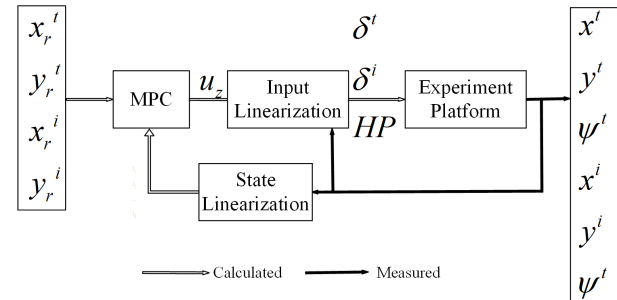 x_r^t
y_r^t
x_r^i
y_r^i
MPC
u_z
Input
Linearization
δ^t
δ^i
HP
Experiment
Platform
State
Linearization
x^t
y^t
ψ^t
x^i
y^i
ψ^t
Calculated
Measured